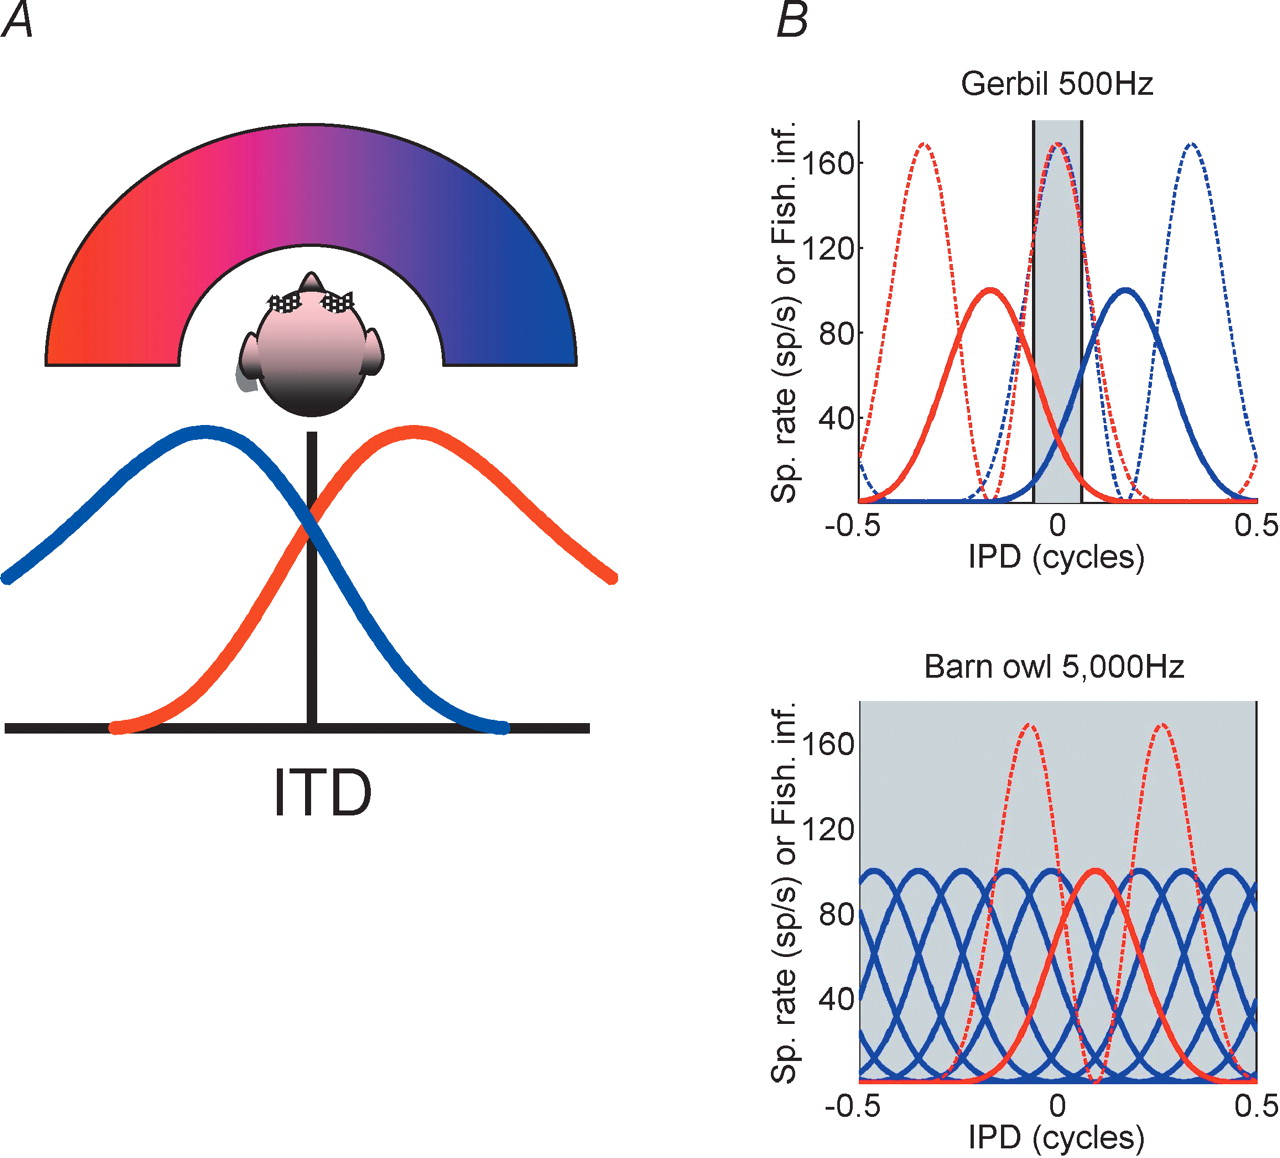 A
B
Gerbil 500Hz
Sp. rate (sp/s) or Fish. inf.
160
120
80
40
-0.5
0
0.5
IPD (cycles)
ITD
Barn owl 5,000Hz
Sp. rate (sp/s) or Fish. inf.
160
120
80
40
-0.5
0
0.5
IPD (cycles)